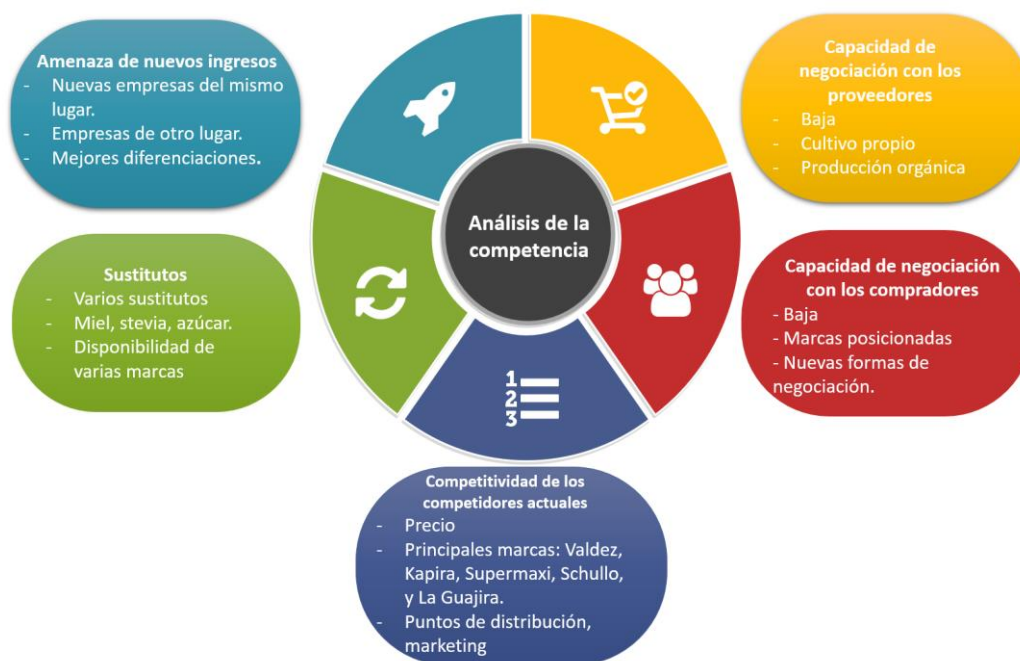 Amenaza de nuevos ingresos
- Nuevas empresas del mismo
lugar.
- Empresas de otro lugar.
- Mejores diferenciaciones.
Capacidad de
negociación con los
proveedores
- Baja
- Cultivo propio
- Producción orgánica
Análisis de la
competencia
Sustitutos
- Varios sustitutos
- Miel, stevia, azúcar.
- Disponibilidad de
varias marcas
Capacidad de negociación
con los compradores
- Baja
- Marcas posicionadas
- Nuevas formas de
negociación.
1
2
3
Competitividad de los
competidores actuales
- Precio
- Principales marcas: Valdez,
Kapira, Supermaxi, Schullo,
y La Guajira.
- Puntos de distribución,
marketing